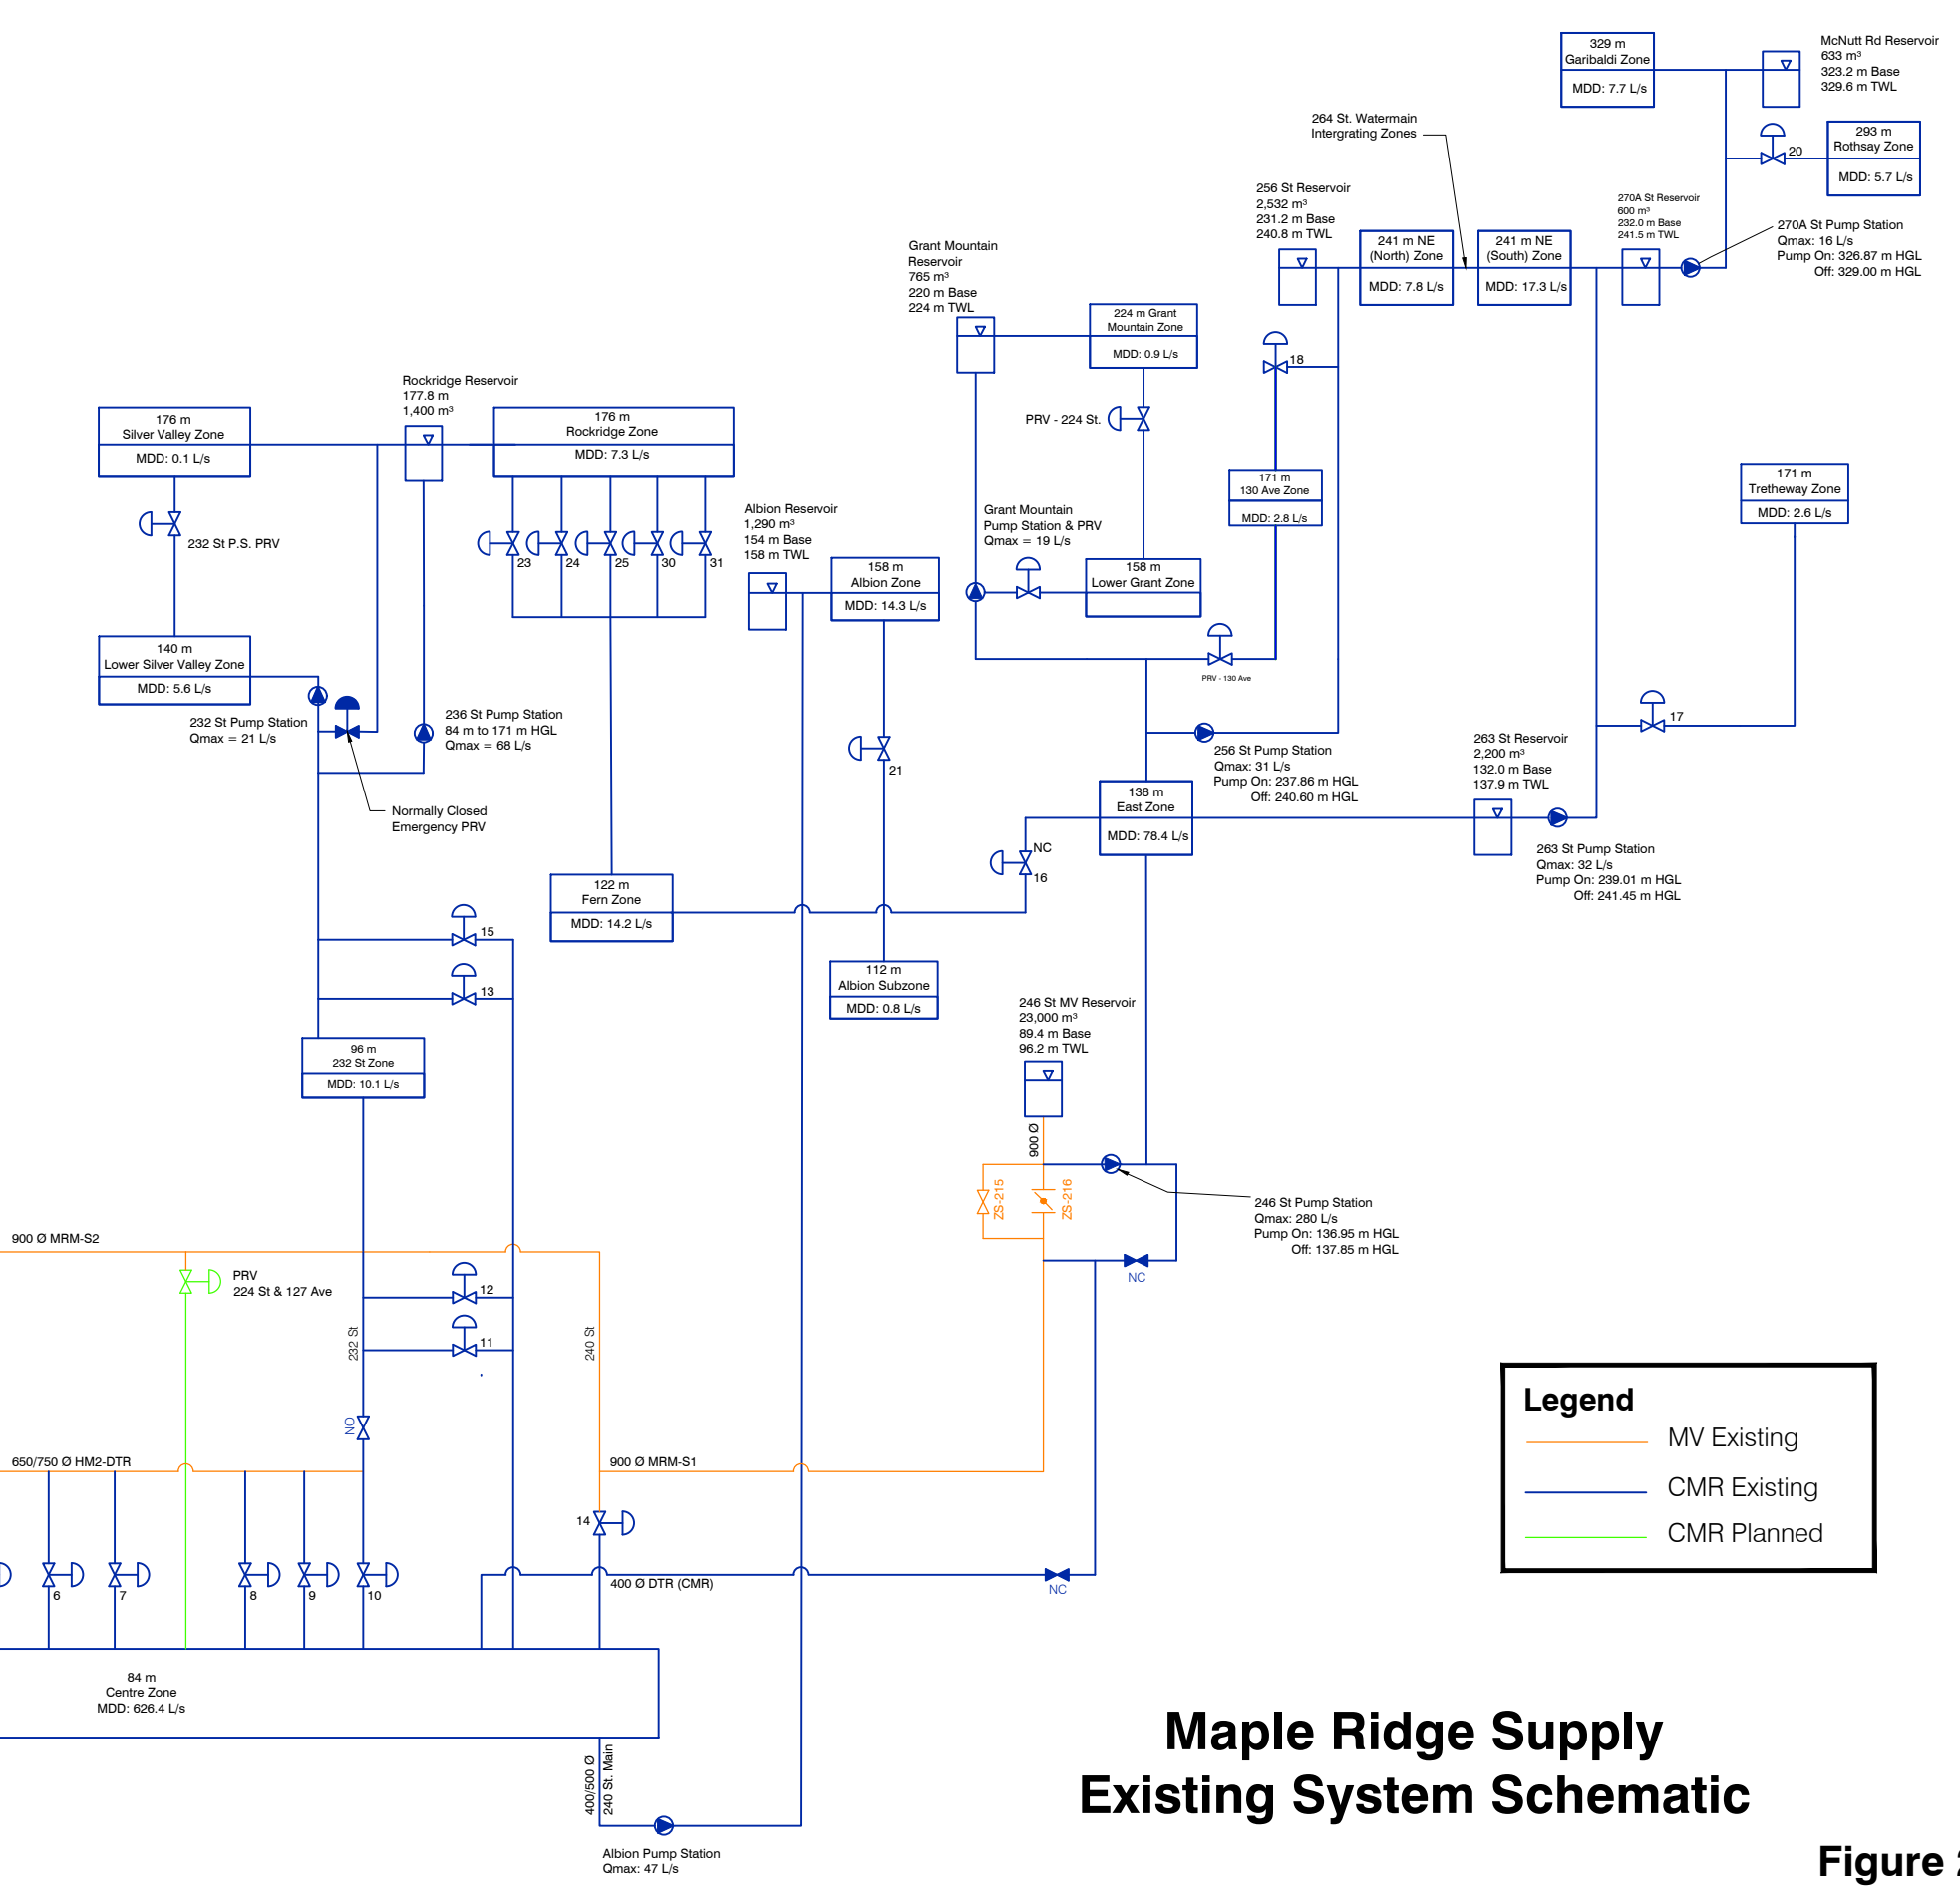 329 m
Garibaldi Zone
MDD: 7.7 L/s
McNutt Rd Reservoir
633 m³
323.2 m Base
329.6 m TWL
293 m
Rothsay Zone
MDD: 5.7 L/s
20
264 St. Watermain
Intergrating Zones
256 St Reservoir
2,532 m³
231.2 m Base
240.8 m TWL
241 m NE
(North) Zone
MDD: 7.8 L/s
241 m NE
(South) Zone
MDD: 17.3 L/s
270A St Reservoir
600 m³
232.0 m Base
241.5 m TWL
270A St Pump Station
Qmax: 16 L/s
Pump On: 326.87 m HGL
Off: 329.00 m HGL
Grant Mountain
Reservoir
765 m³
220 m Base
224 m TWL
224 m Grant
Mountain Zone
MDD: 0.9 L/s
18
PRV - 224 St.
171 m
130 Ave Zone
MDD: 2.8 L/s
171 m
Tretheway Zone
MDD: 2.6 L/s
Rockridge Reservoir
177.8 m
1,400 m³
176 m
Silver Valley Zone
MDD: 0.1 L/s
176 m
Rockridge Zone
MDD: 7.3 L/s
232 St P.S. PRV
23
24
25
30
31
Albion Reservoir
1,290 m³
154 m Base
158 m TWL
158 m
Albion Zone
MDD: 14.3 L/s
Grant Mountain
Pump Station & PRV
Qmax = 19 L/s
158 m
Lower Grant Zone
PRV - 130 Ave
140 m
Lower Silver Valley Zone
MDD: 5.6 L/s
232 St Pump Station
Qmax = 21 L/s
236 St Pump Station
84 m to 171 m HGL
Qmax = 68 L/s
Normally Closed
Emergency PRV
21
256 St Pump Station
Qmax: 31 L/s
Pump On: 237.86 m HGL
Off: 240.60 m HGL
17
263 St Reservoir
2,200 m³
132.0 m Base
137.9 m TWL
263 St Pump Station
Qmax: 32 L/s
Pump On: 239.01 m HGL
Off: 241.45 m HGL
138 m
East Zone
MDD: 78.4 L/s
NC
16
122 m
Fern Zone
MDD: 14.2 L/s
15
13
112 m
Albion Subzone
MDD: 0.8 L/s
96 m
232 St Zone
MDD: 10.1 L/s
246 St MV Reservoir
23,000 m³
89.4 m Base
96.2 m TWL
900 Ø
ZS-215
ZS-216
246 St Pump Station
Qmax: 280 L/s
Pump On: 136.95 m HGL
Off: 137.85 m HGL
NC
900 Ø MRM-S2
PRV
224 St & 127 Ave
12
11
232 St
240 St
NO
650/750 Ø HM2-DTR
900 Ø MRM-S1
14
6
7
8
9
10
400 Ø DTR (CMR)
NC
84 m
Centre Zone
MDD: 626.4 L/s
400/500 Ø
240 St. Main
Albion Pump Station
Qmax: 47 L/s
Legend
MV Existing
CMR Existing
CMR Planned
Maple Ridge Supply
Existing System Schematic
Figure